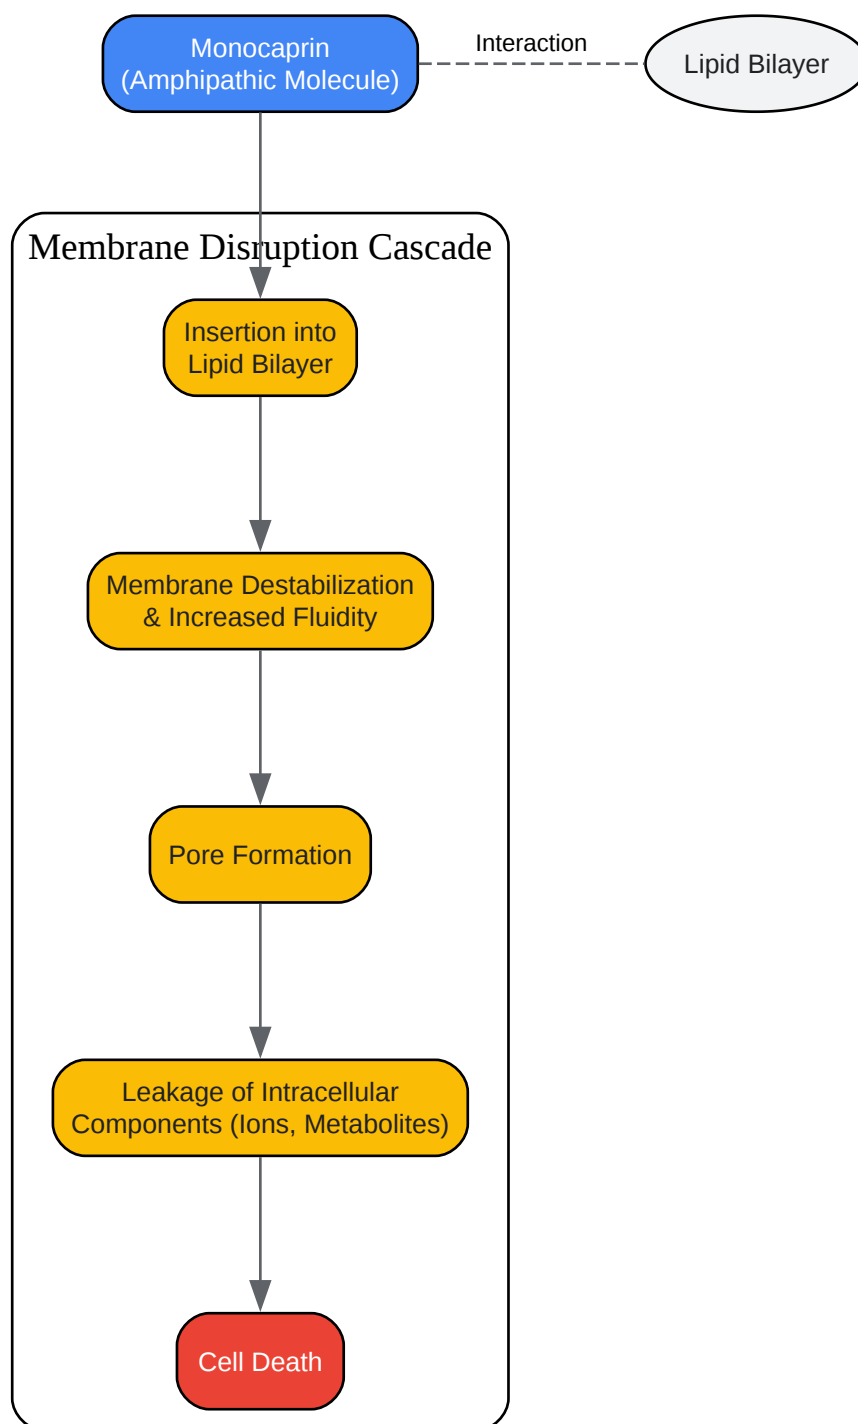 Monocaprin
(Amphipathic Molecule)
Interaction
Lipid Bilayer
Membrane Disruption Cascade
Insertion into
Lipid Bilayer
Membrane Destabilization
& Increased Fluidity
Pore Formation
Leakage of Intracellular
Components (Ions, Metabolites)
Cell Death